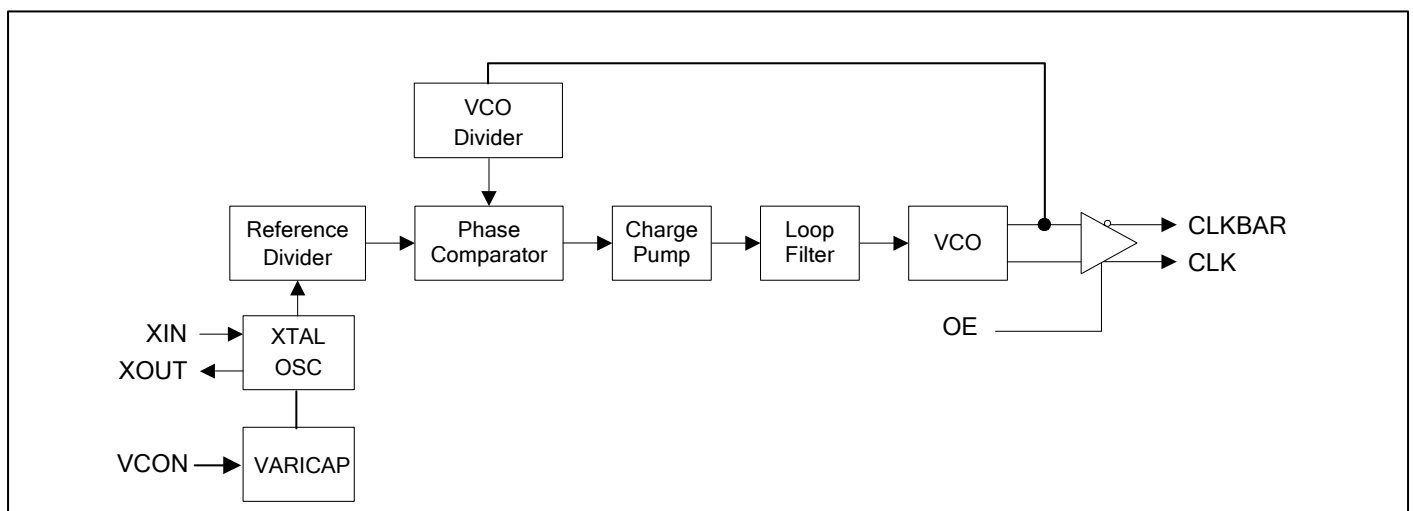 VCO
Divider
Reference
Divider
Phase
Comparator
Charge
Pump
Loop
Filter
VCO
CLKBAR
CLK
OE
XIN
XOUT
XTAL
OSC
VCON
VARICAP